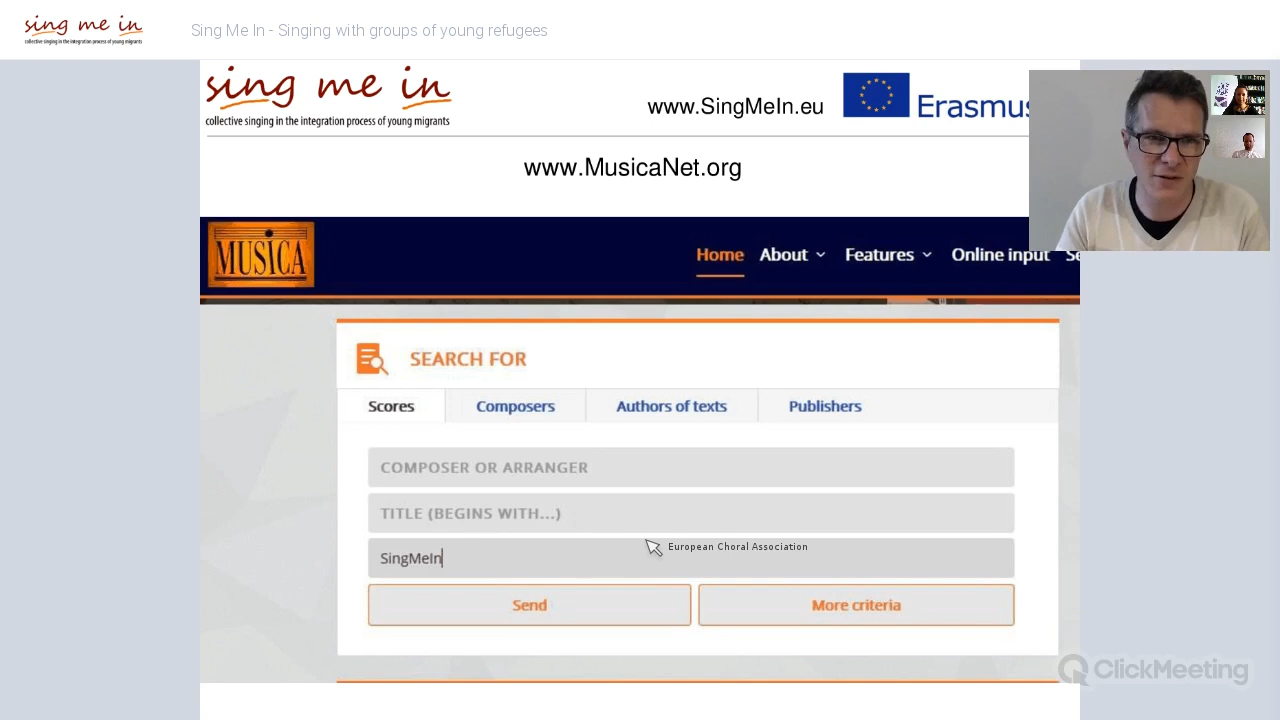 sing me in
collective singing in the integration process of young migrants
Sing Me In - Singing with groups of young refugees
sing me in
collective singing in the integration process of young migrants
www.SingMeIn.eu
Erasmus
www.MusicaNet.org
MUSICA
Home
About
Features
Online input
Se
SEARCH FOR
Scores
Composers
Authors of texts
Publishers
COMPOSER OR ARRANGER
TITLE (BEGINS WITH...)
SingMeIn
European Choral Association
Send
More criteria
ClickMeeting